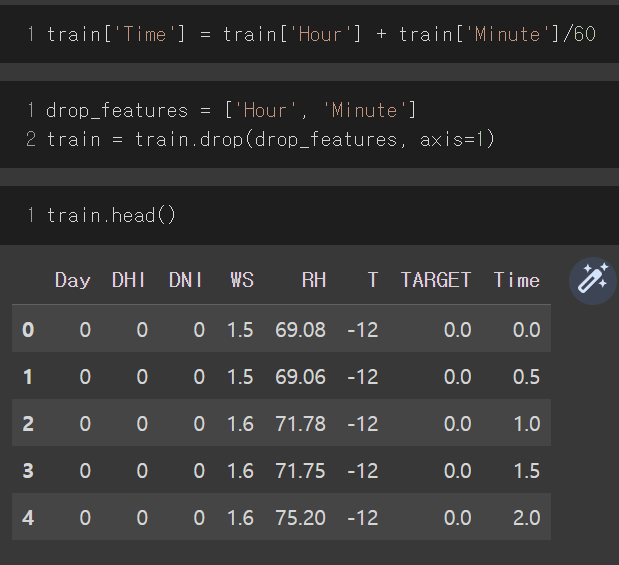 1 train['Time'] = train['Hour'] + train['Minute']/60
1 drop_features = ['Hour', 'Minute']
2 train = train.drop(drop_features, axis=1)
1 train.head()
Day DHI DNI WS RH T TARGET Time
0 0 0 0 1.5 69.08 -12 0.0 0.0
1 0 0 0 1.5 69.06 -12 0.0 0.5
2 0 0 0 1.6 71.78 -12 0.0 1.0
3 0 0 0 1.6 71.75 -12 0.0 1.5
4 0 0 0 1.6 75.20 -12 0.0 2.0